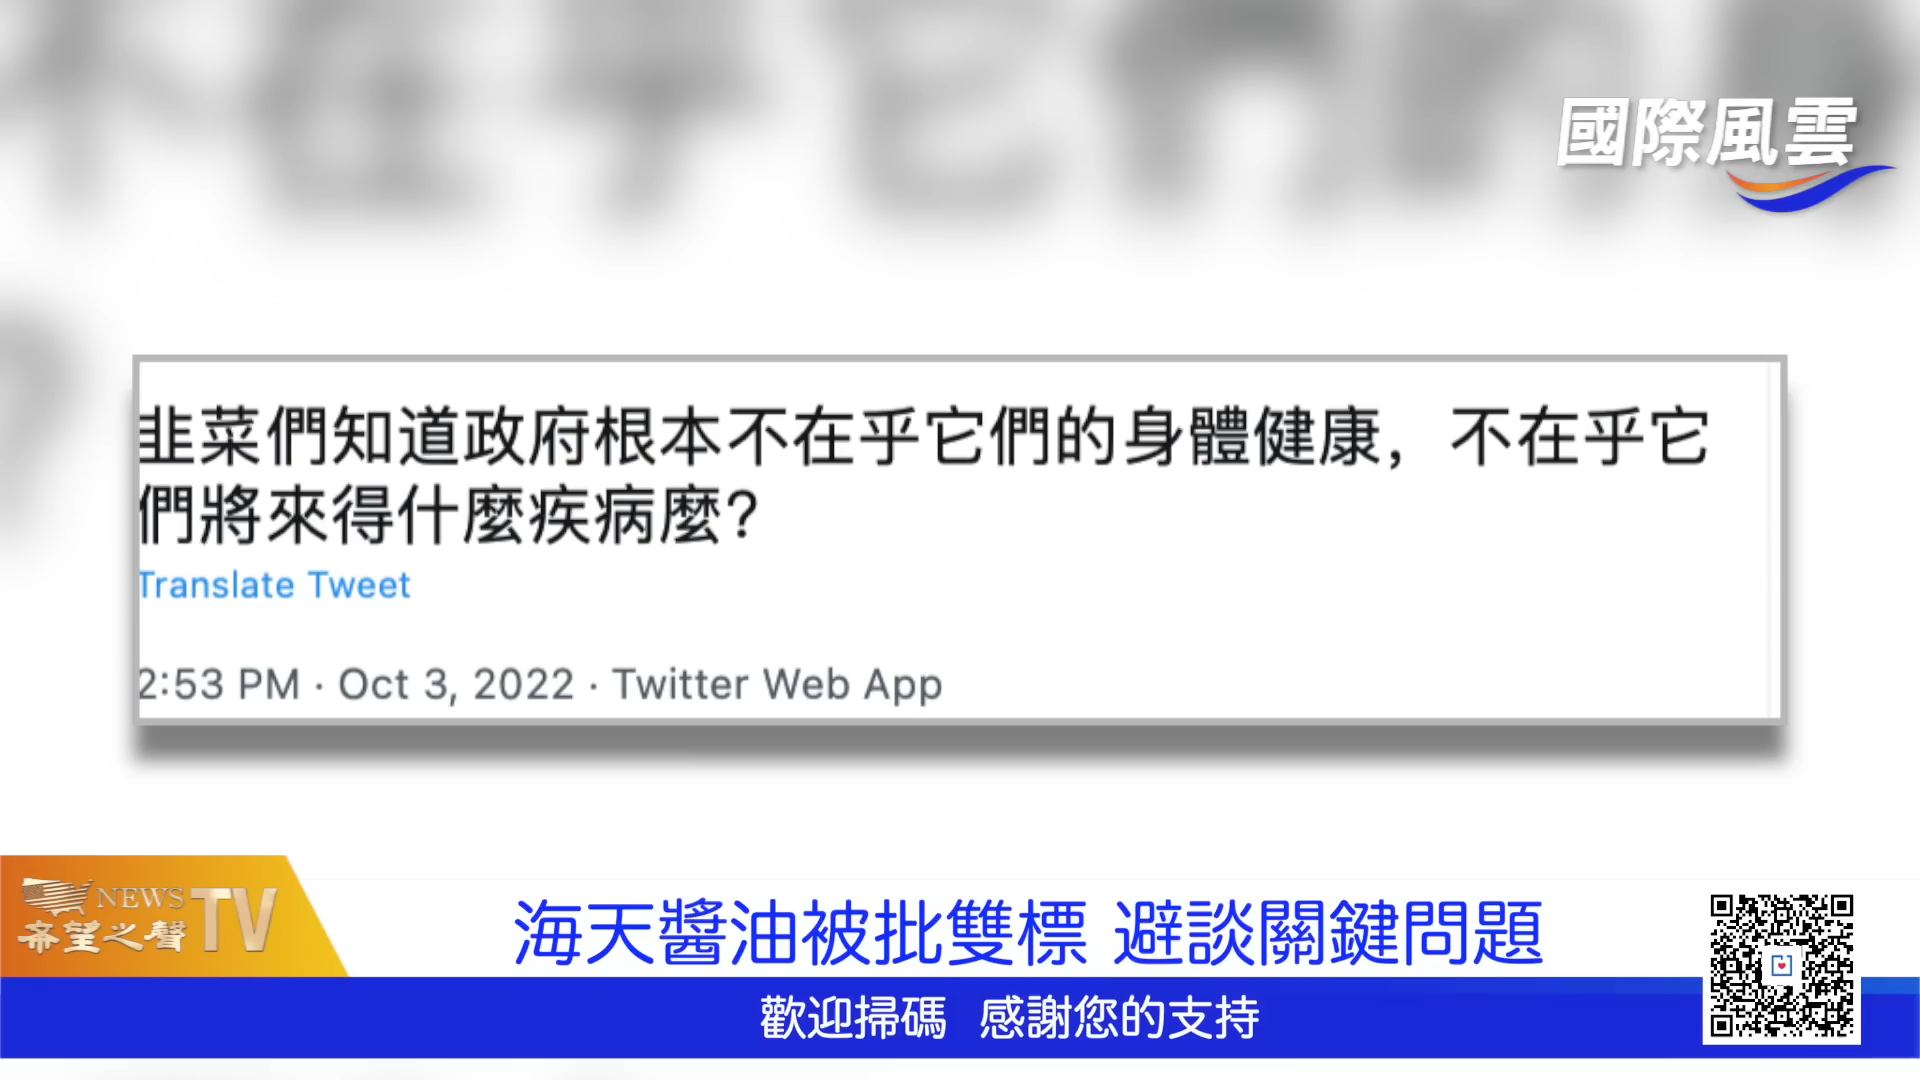 國際風雲
韭菜們知道政府根本不在乎它們的身體健康，不在乎它
們將來得什麼疾病麼？
Translate Tweet
2:53 PM · Oct 3, 2022 · Twitter Web App
NEWS
希望之聲 TV
海天醬油被批雙標 避談關鍵問題
歡迎掃碼 感謝您的支持